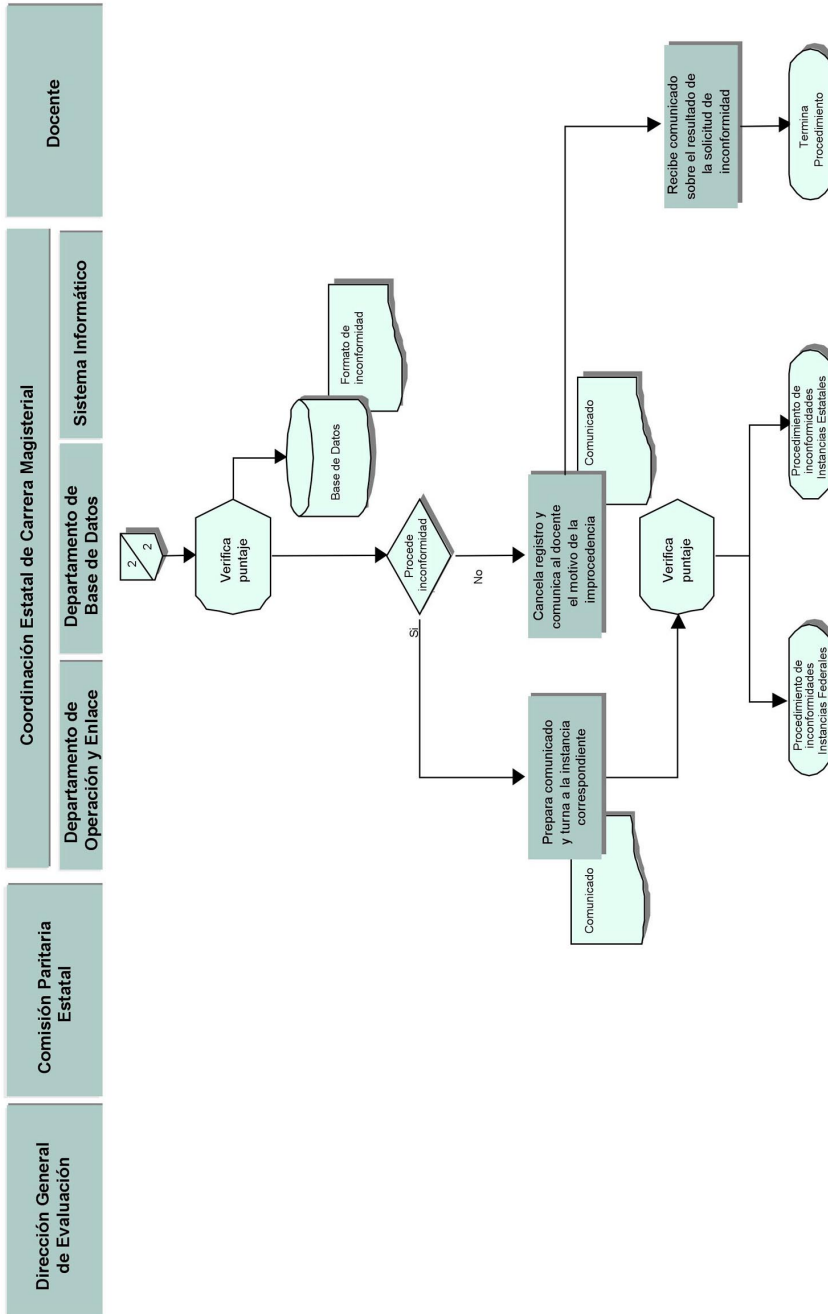 Dirección General
de Evaluación
Comisión Paritaria
Estatal
Coordinación Estatal de Carrera Magisterial
Departamento de
Operación y Enlace
Departamento de
Base de Datos
Sistema Informático
Docente
2
2
Verifica
puntaje
Base de Datos
Formato de
inconformidad
Procede
inconformidad
Si
No
Prepara comunicado
y turna a la instancia
correspondiente
Comunicado
Cancela registro y
comunica al docente
el motivo de la
improcedencia
Comunicado
Verifica
puntaje
Recibe comunicado
sobre el resultado de
la solicitud de
inconformidad
Procedimiento de
inconformidades
Instancias Federales
Procedimiento de
inconformidades
Instancias Estatales
Termina
Procedimiento